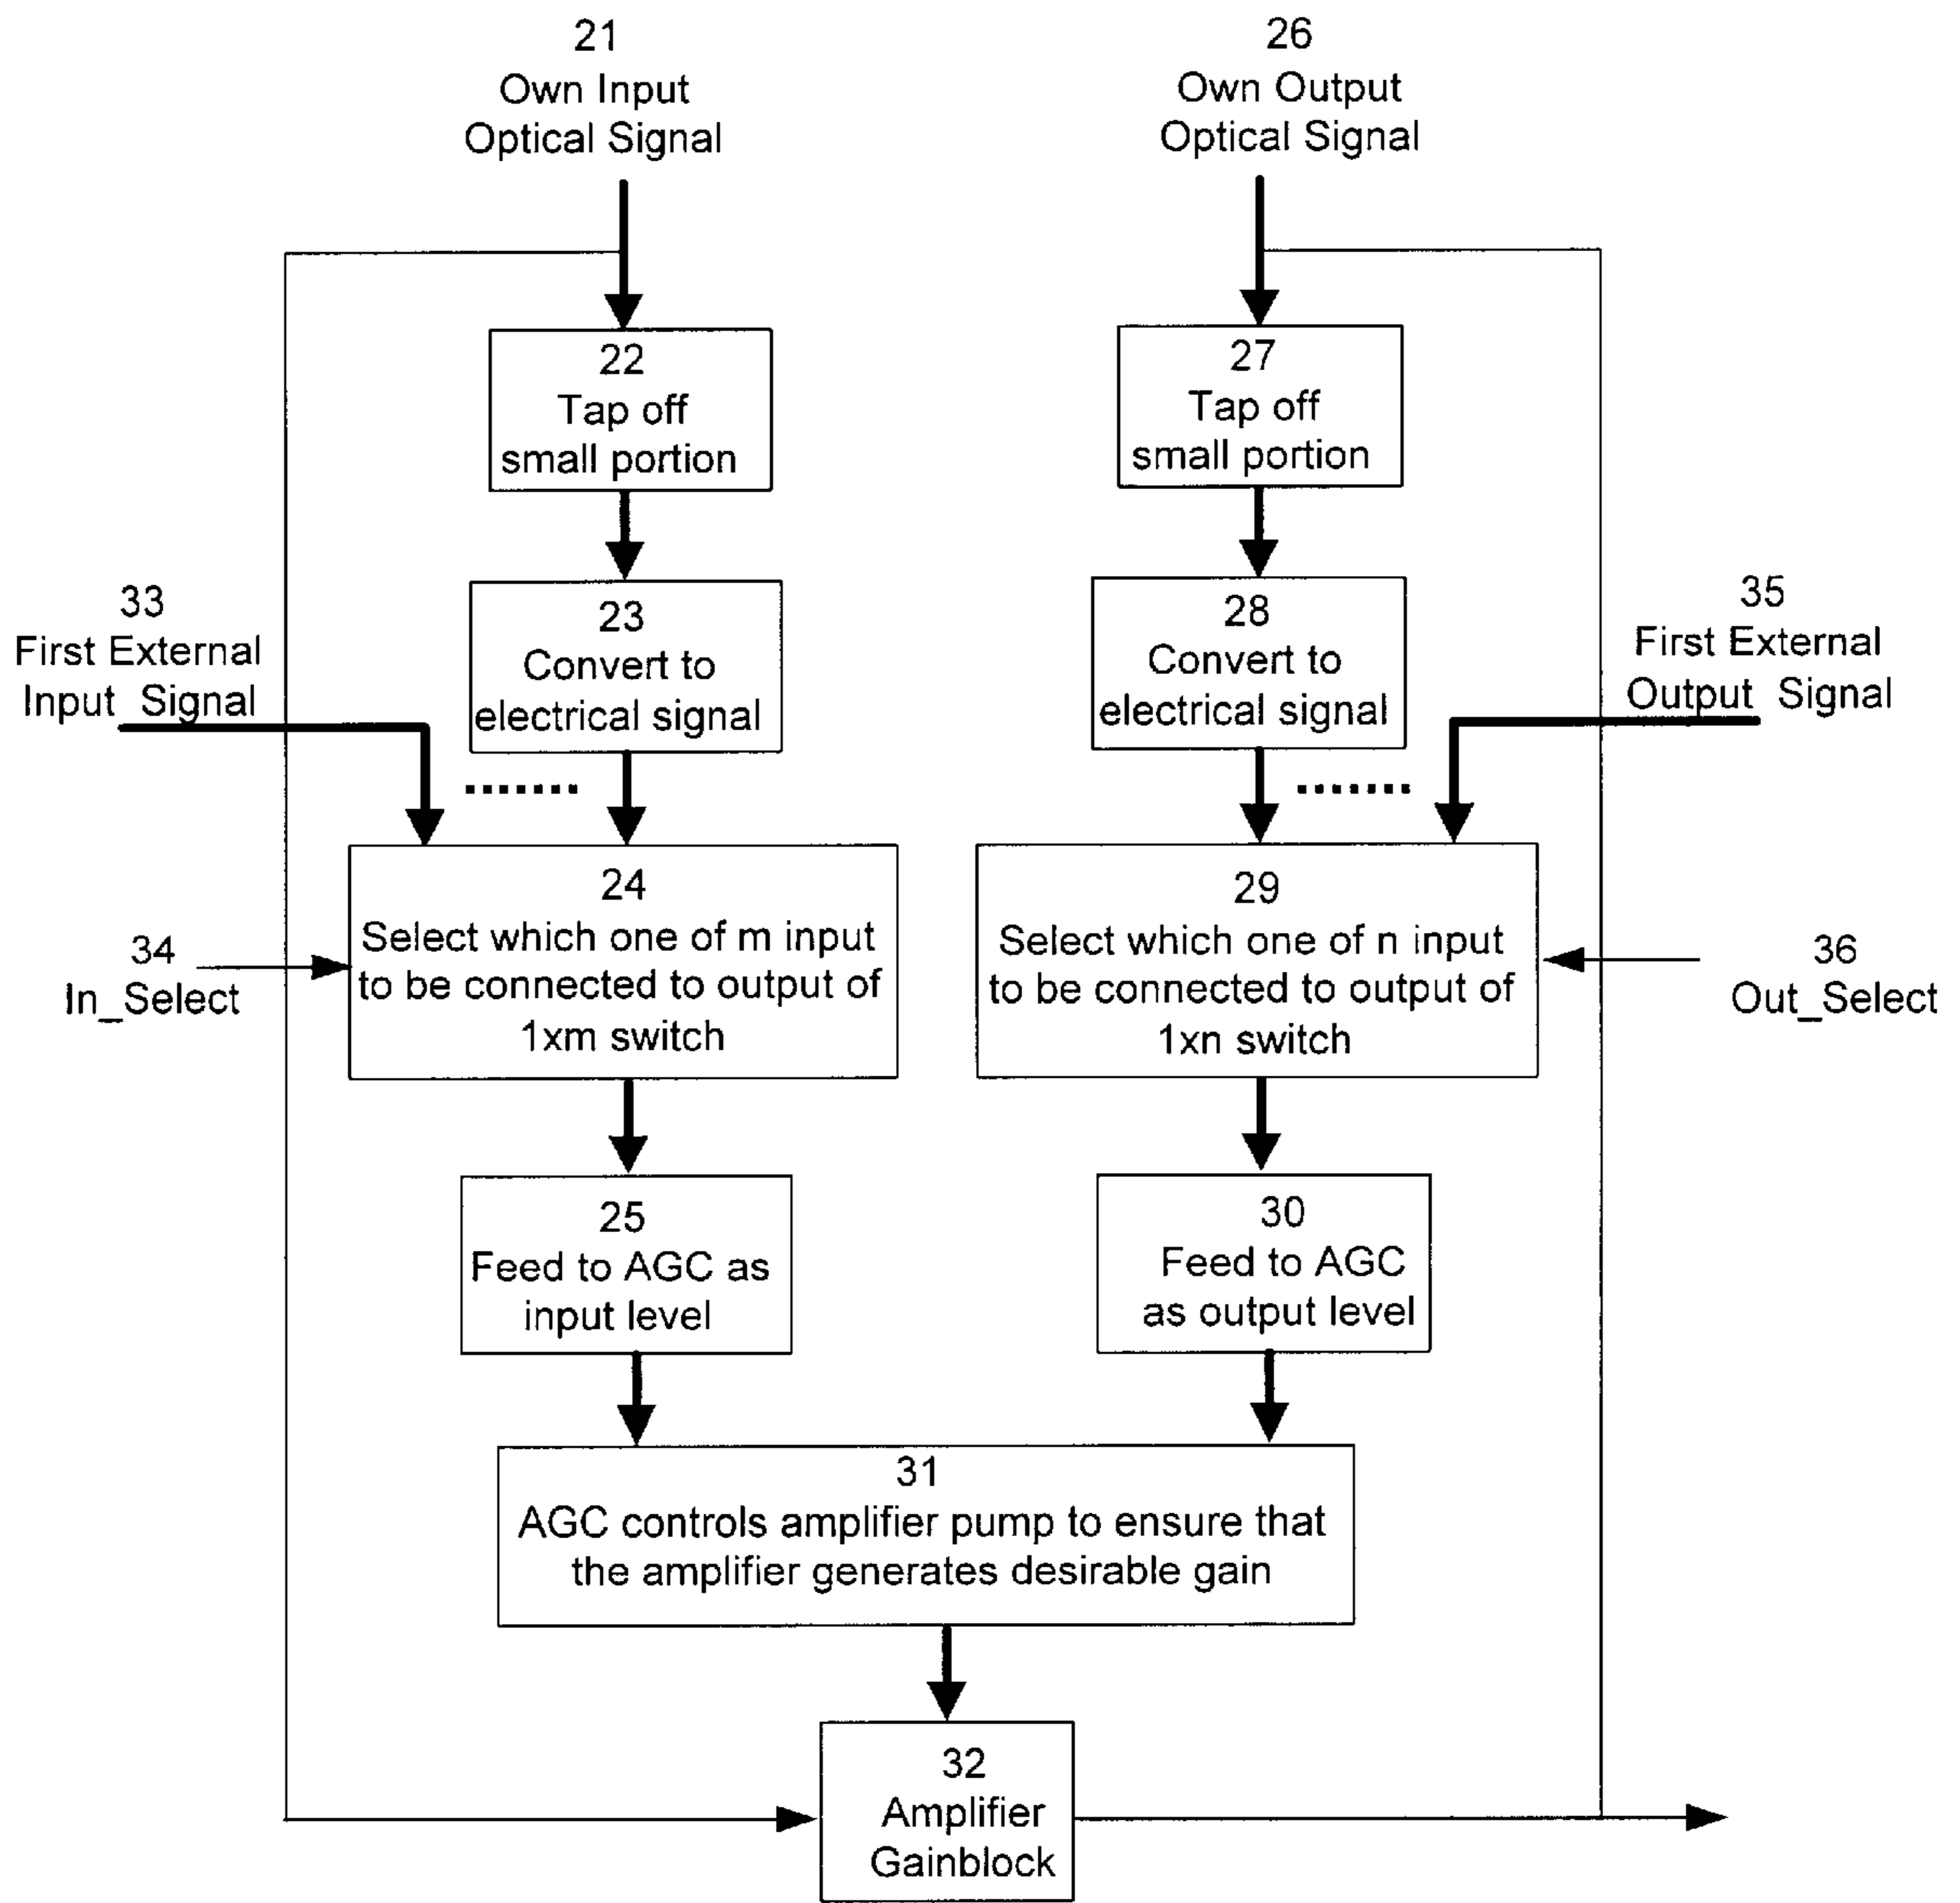 21
Own Input
Optical Signal
26
Own Output
Optical Signal
22
Tap off
small portion
27
Tap off
small portion
33
First External
Input_Signal
23
Convert to
electrical signal
28
Convert to
electrical signal
35
First External
Output_Signal
24
Select which one of m input
to be connected to output of
1xm switch
29
Select which one of n input
to be connected to output of
1xn switch
34
In_Select
36
Out_Select
25
Feed to AGC as
input level
30
Feed to AGC
as output level
31
AGC controls amplifier pump to ensure that
the amplifier generates desirable gain
32
Amplifier
Gainblock